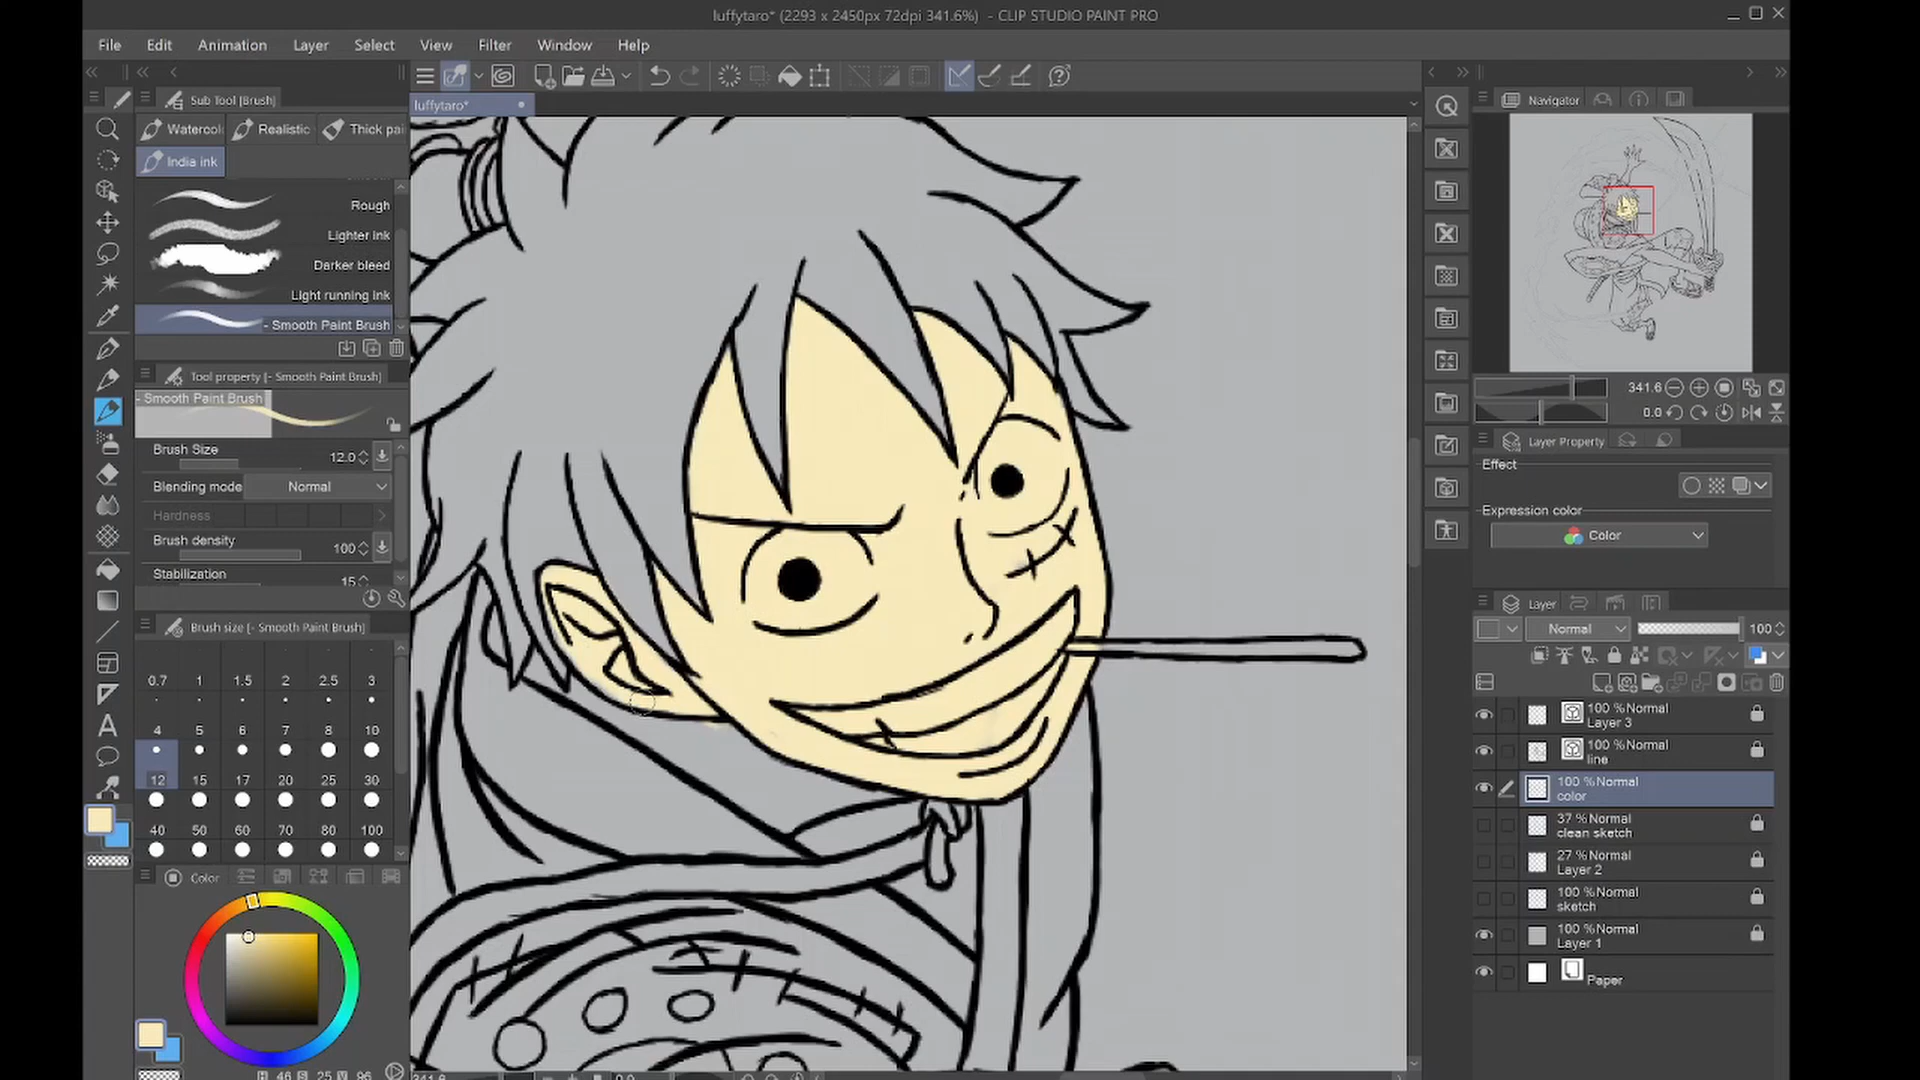 luffytaro* (2293 x 2450px 72dpi 341.6%) - CLIP STUDIO PAINT PRO
File Edit Animation Layer Select View Filter Window Help
Sub Tool [Brush]
Watercol Realistic Thick pai
India ink
Rough
Lighter ink
Darker bleed
Light running ink
- Smooth Paint Brush
Tool property [- Smooth Paint Brush]
- Smooth Paint Brush
Brush Size 12.0
Blending mode Normal
Hardness
Brush density 100
Stabilization 15
Brush size [- Smooth Paint Brush]
0.7 1 1.5 2 2.5 3
4 5 6 7 8 10
12 15 17 20 25 30
40 50 60 70 80 100
Color
H 46 S 25 V 96
luffytaro*
341.6 0.0
Navigator
341.6
0.0
Layer Property
Effect
Expression color
Color
Layer
Normal 100
100 %Normal
Layer 3
100 %Normal
line
100 %Normal
color
37 %Normal
clean sketch
27 %Normal
Layer 2
100 %Normal
sketch
100 %Normal
Layer 1
Paper